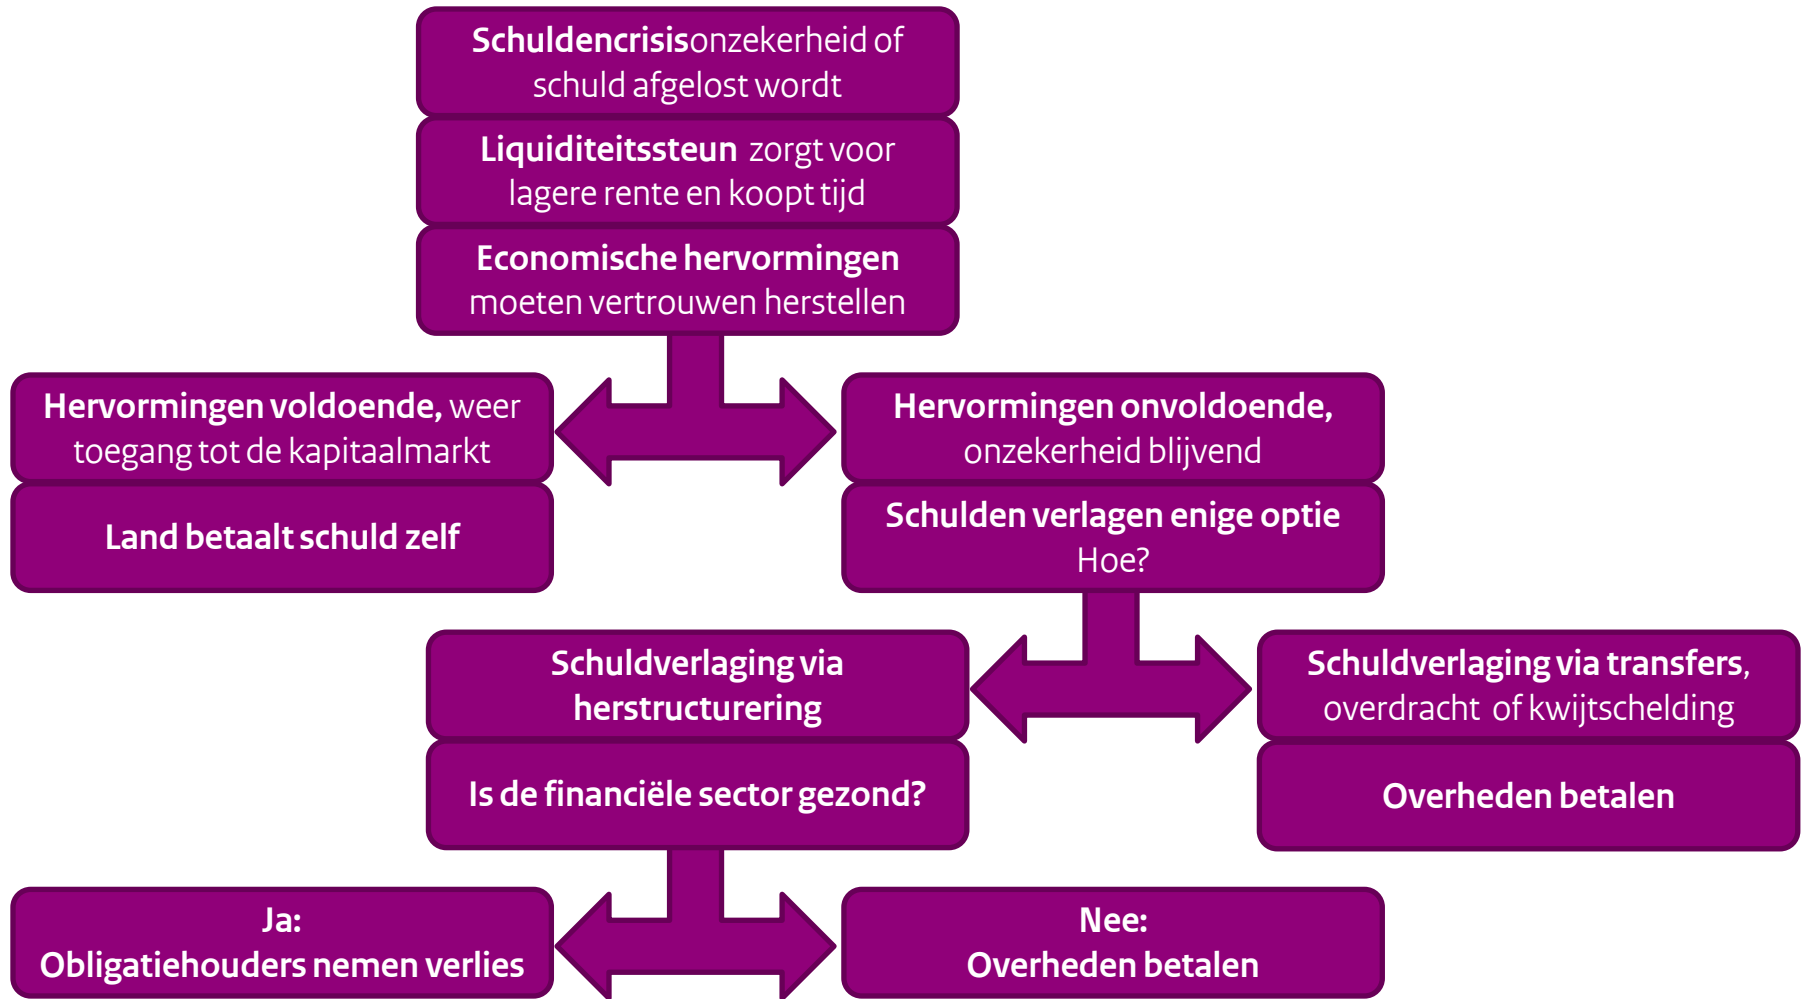 Schuldencrisisonzekerheid of
schuld afgelost wordt
Liquiditeitssteun zorgt voor
lagere rente en koopt tijd
Economische hervormingen
moeten vertrouwen herstellen
Hervormingen voldoende, weer
toegang tot de kapitaalmarkt
Land betaalt schuld zelf
Hervormingen onvoldoende,
onzekerheid blijvend
Schulden verlagen enige optie
Hoe?
Schuldverlaging via
herstructurering
Is de financiële sector gezond?
Schuldverlaging via transfers,
overdracht of kwijtschelding
Overheden betalen
Ja:
Obligatiehouders nemen verlies
Nee:
Overheden betalen